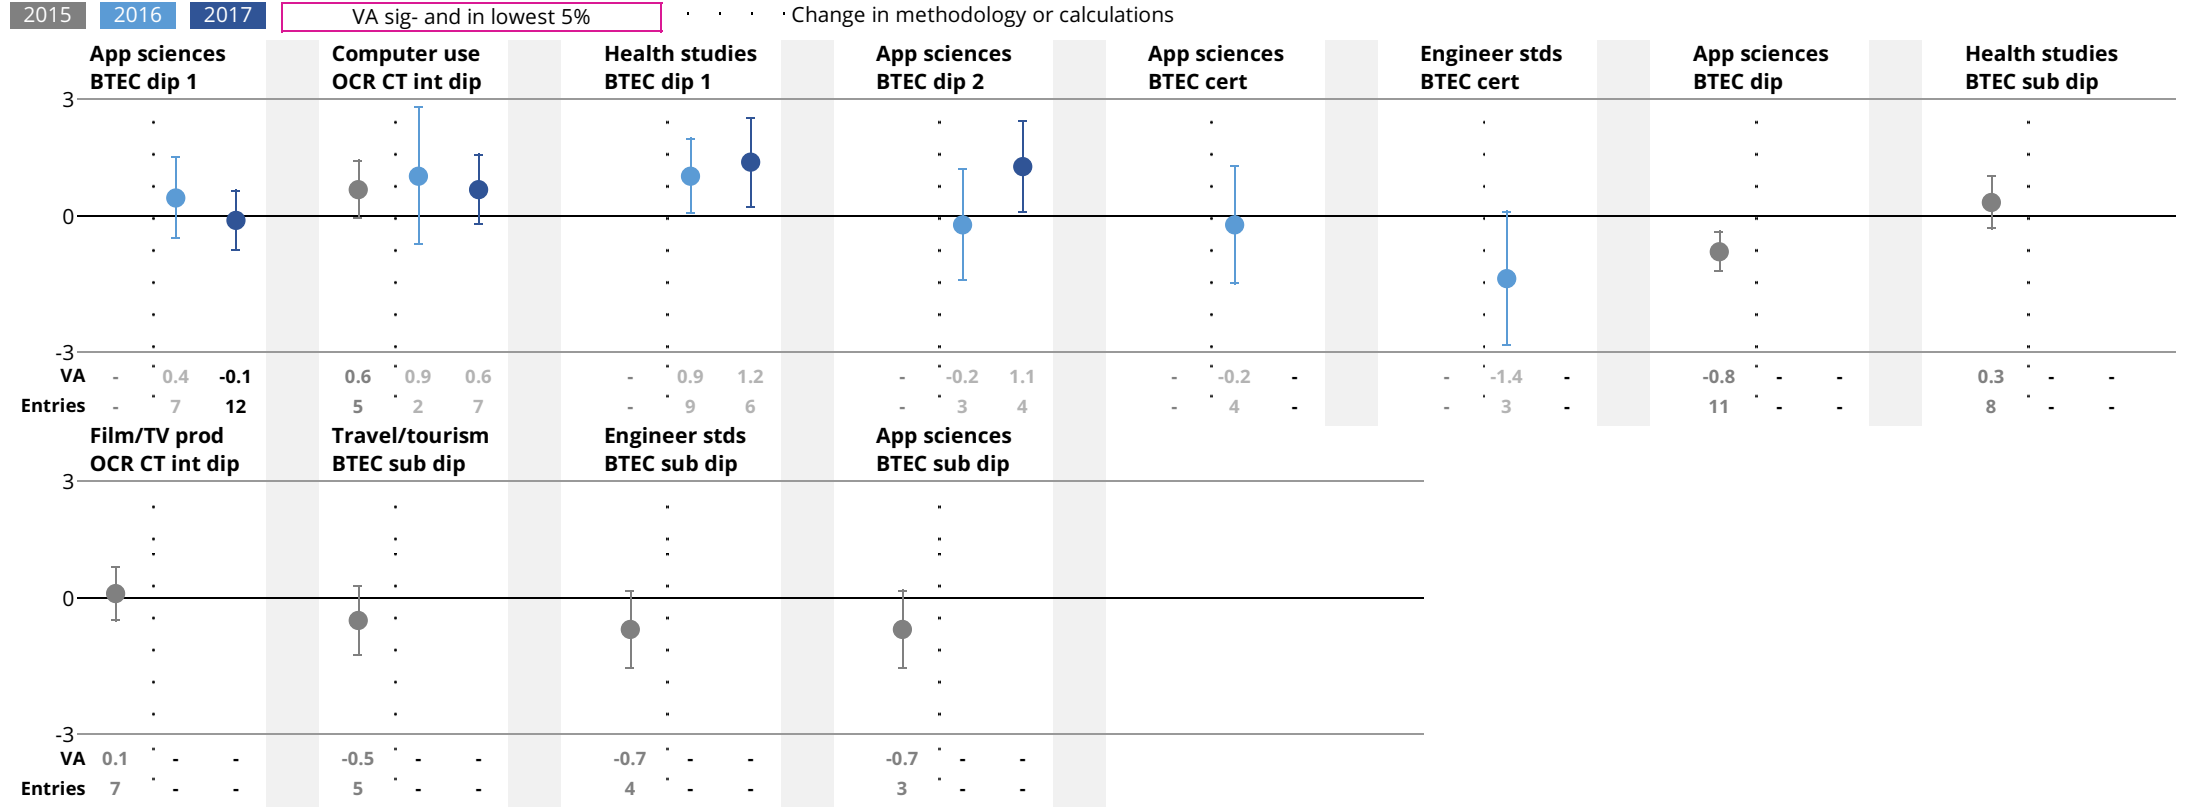 2015 2016 2017 VA sig- and in lowest 5% Change in methodology or calculations
App sciences Computer use Health studies App sciences App sciences Engineer stds App sciences Health studies
BTEC dip 1 OCR CT int dip BTEC dip 1 BTEC dip 2 BTEC cert BTEC cert BTEC dip BTEC sub dip
3
0
-3
VA - 0.4 -0.1 0.6 0.9 0.6 - 0.9 1.2 - -0.2 1.1 - -0.2 - - -1.4 - -0.8 - - 0.3 - -
Entries - 7 12 5 2 7 - 9 6 - 3 4 - 4 - - 3 - 11 - - 8 - -
Film/TV prod Travel/tourism Engineer stds App sciences
OCR CT int dip BTEC sub dip BTEC sub dip BTEC sub dip
3
0
-3
VA 0.1 - - -0.5 - - -0.7 - - -0.7 - -
Entries 7 - - 5 - - 4 - - 3 - -